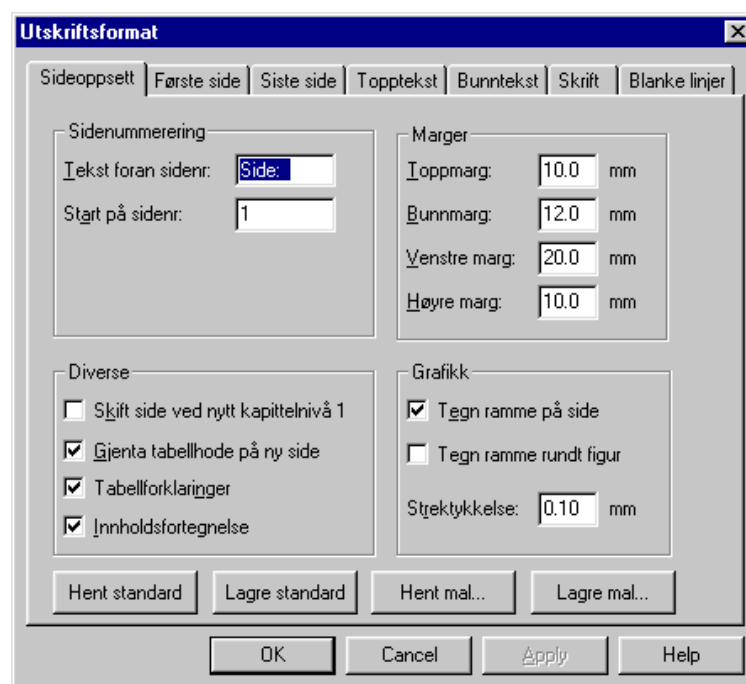 Utskriftsformat
Sideoppsett Første side Siste side Topptekst Bunntekst Skrift Blanke linjer
Sidenummerering
Tekst foran sidenr: Side:
Start på sidenr: 1
Marger
Toppmarg: 10.0 mm
Bunnmarg: 12.0 mm
Venstre marg: 20.0 mm
Høyre marg: 10.0 mm
Diverse
Skift side ved nytt kapittelnivå 1
Gjenta tabellhode på ny side
Tabellforklaringer
Innholdsfortegnelse
Grafikk
Tegn ramme på side
Tegn ramme rundt figur
Strektykkelse: 0.10 mm
Hent standard Lagre standard Hent mal... Lagre mal...
OK Cancel Apply Help